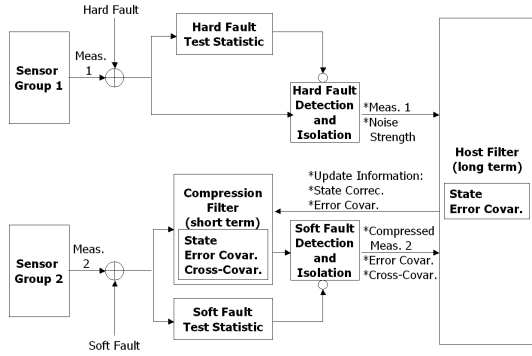 Hard Fault
Sensor
Group 1
Meas.
1
Hard Fault
Test Statistic
Hard Fault
Detection
and
Isolation
*Meas. 1
*Noise
Strength
Host Filter
(long term)
State
Error Covar.
*Update Information:
*State Correc.
*Error Covar.
Compression
Filter
(short term)
State
Error Covar.
Cross-Covar.
Soft Fault
Detection
and
Isolation
*Compressed
Meas. 2
*Error Covar.
*Cross-Covar.
Sensor
Group 2
Meas.
2
Soft Fault
Test Statistic
Soft Fault